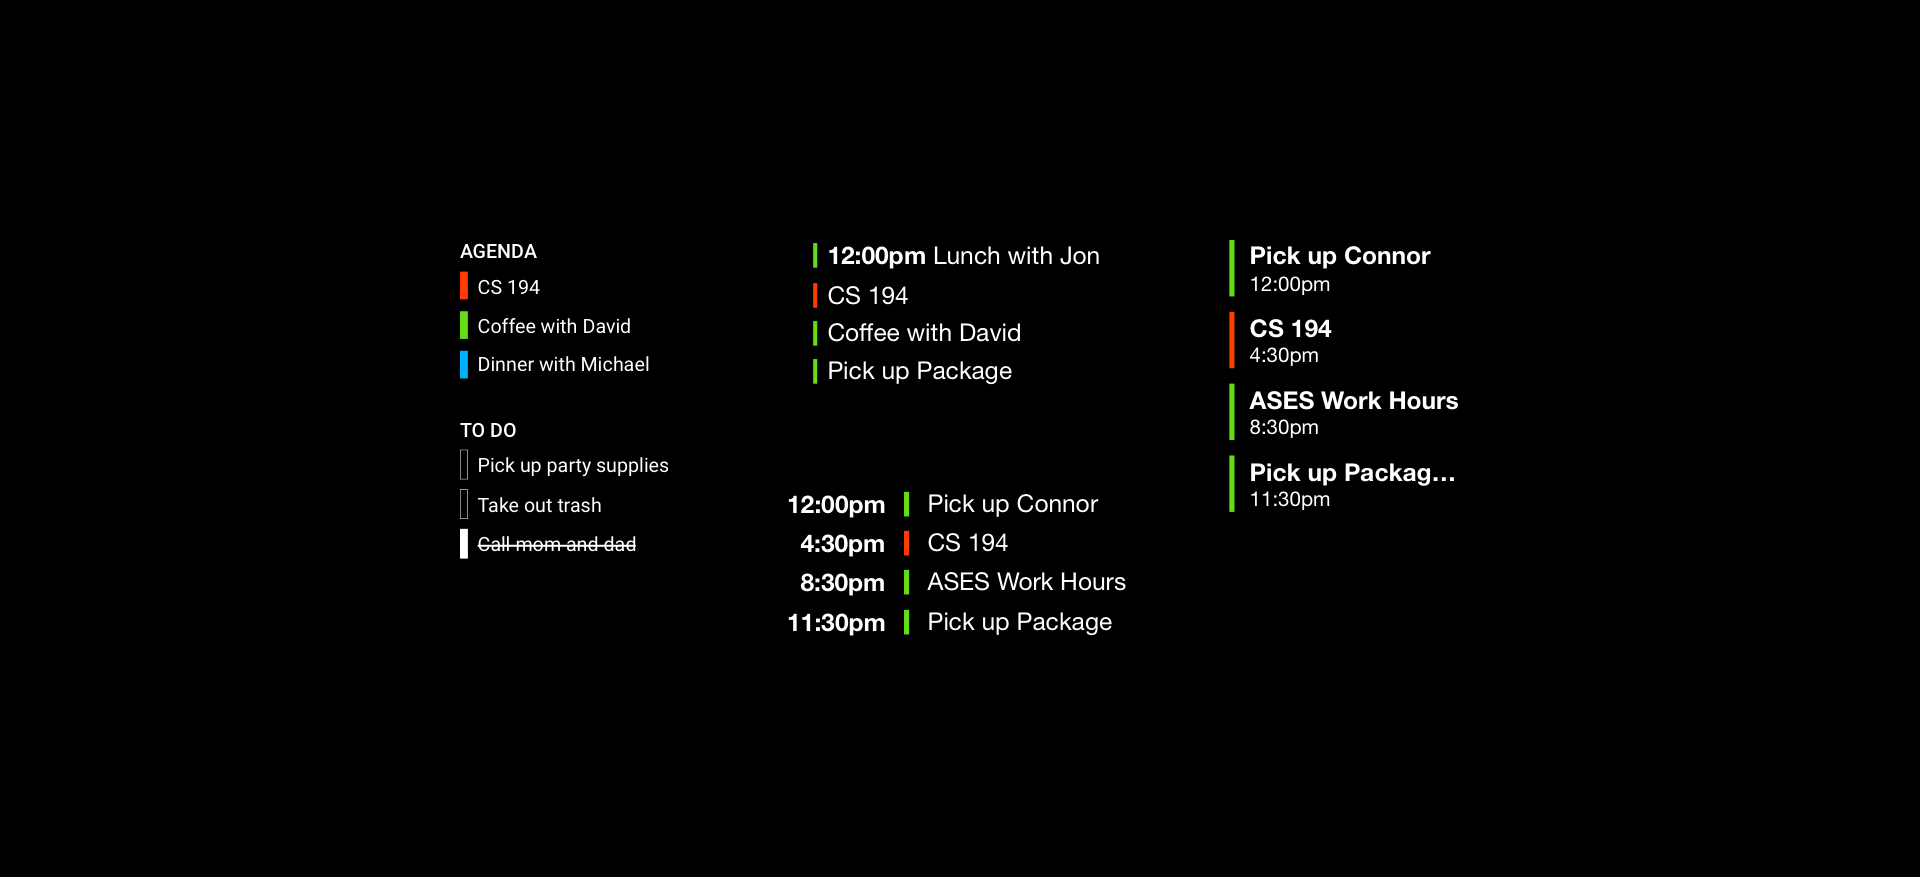 AGENDA
CS 194
Coffee with David
Dinner with Michael
TO DO
Pick up party supplies
Take out trash
Call mom and dad
12:00pm Lunch with Jon
CS 194
Coffee with David
Pick up Package
12:00pm Pick up Connor
4:30pm CS 194
8:30pm ASES Work Hours
11:30pm Pick up Package
Pick up Connor
12:00pm
CS 194
4:30pm
ASES Work Hours
8:30pm
Pick up Packag...
11:30pm